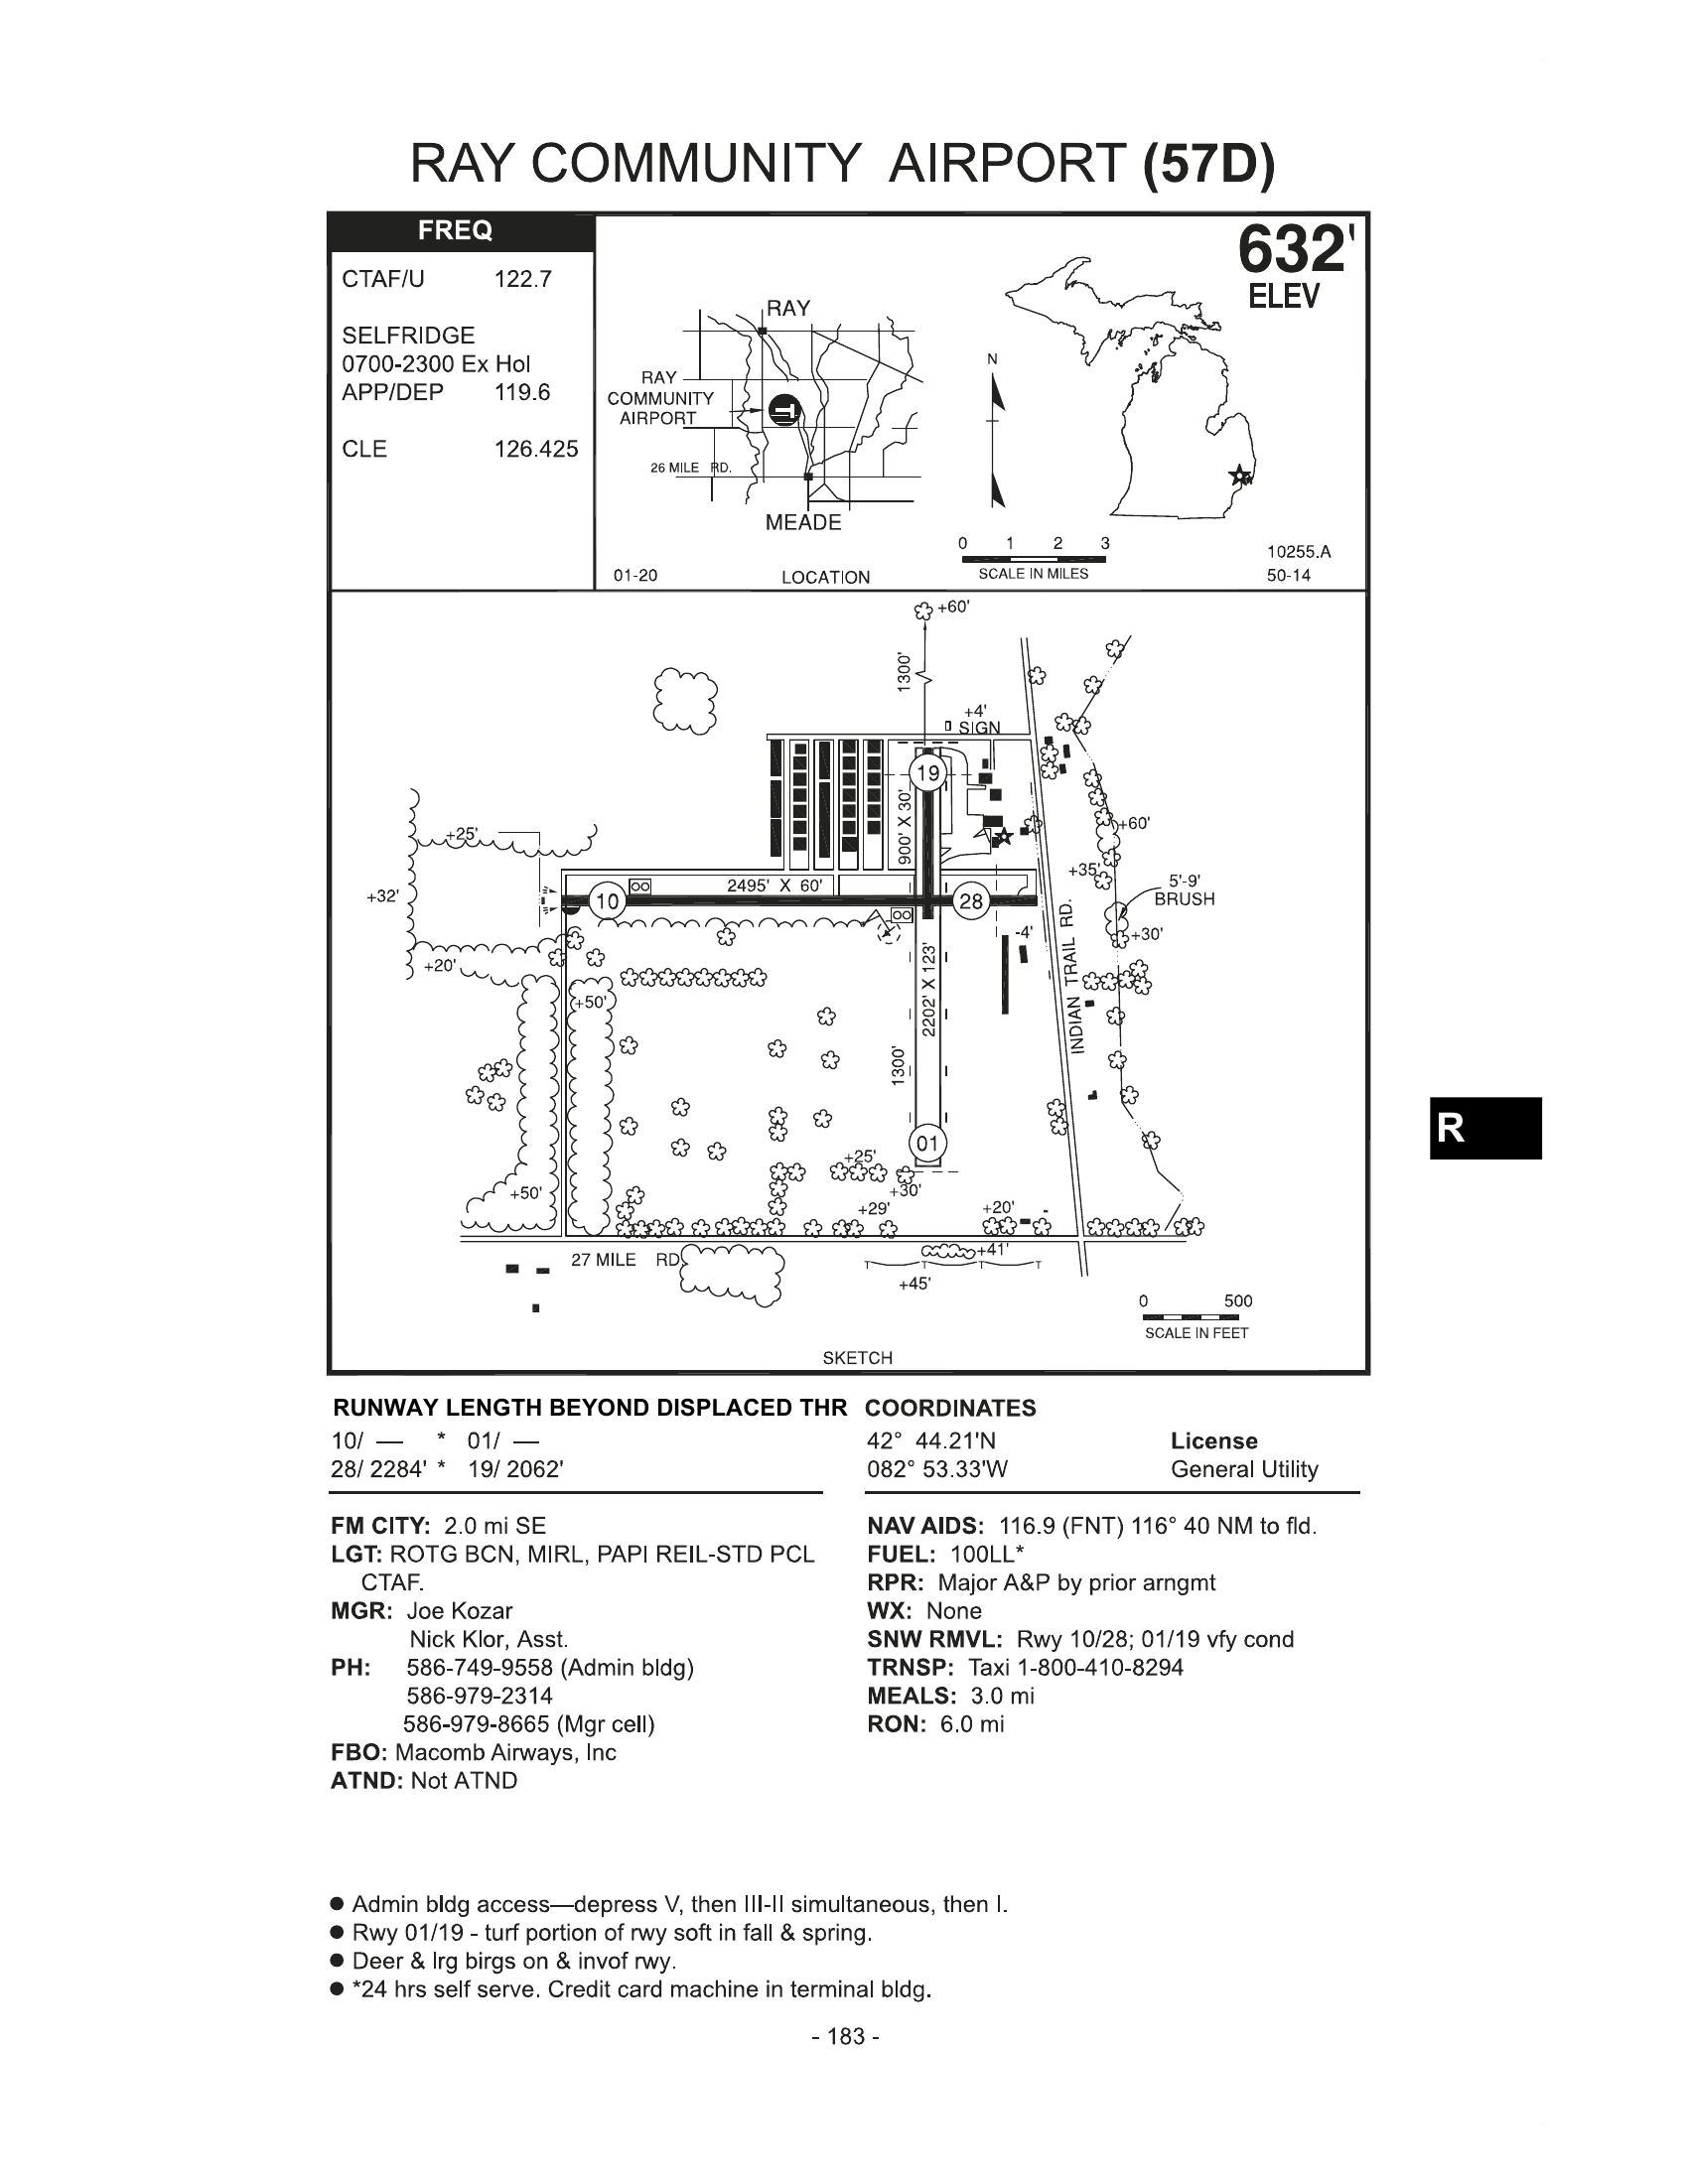 RAY COMMUNITY AIRPORT (57D)
FREQ
CTAF/U 122.7
SELFRIDGE
0700-2300 Ex Hol
APP/DEP 119.6
CLE 126.425
632'
ELEV
RAY
RAY
COMMUNITY
AIRPORT
26 MILE RD.
MEADE
N
0 1 2 3
SCALE IN MILES
10255.A
50-14
01-20
LOCATION
+60'
1300'
+4'
SIGN
19
900' X 30'
+25'
+60'
+35'
5'-9'
BRUSH
+32'
2495' X 60'
10
28
+30'
-4'
+20'
INDIAN TRAIL RD.
+50'
2202' X 123'
1300'
01
+25'
+50'
+30'
+29'
+20'
27 MILE RD.
+41'
+45'
0 500
SCALE IN FEET
SKETCH
R
RUNWAY LENGTH BEYOND DISPLACED THR
10/ — * 01/ —
28/ 2284' * 19/ 2062'
COORDINATES
42° 44.21'N
082° 53.33'W
License
General Utility
FM CITY: 2.0 mi SE
LGT: ROTG BCN, MIRL, PAPI REIL-STD PCL
CTAF.
MGR: Joe Kozar
Nick Klor, Asst.
PH: 586-749-9558 (Admin bldg)
586-979-2314
586-979-8665 (Mgr cell)
FBO: Macomb Airways, Inc
ATND: Not ATND
NAV AIDS: 116.9 (FNT) 116° 40 NM to fld.
FUEL: 100LL*
RPR: Major A&P by prior arngmt
WX: None
SNW RMVL: Rwy 10/28; 01/19 vfy cond
TRNSP: Taxi 1-800-410-8294
MEALS: 3.0 mi
RON: 6.0 mi
● Admin bldg access—depress V, then III-II simultaneous, then I.
● Rwy 01/19 - turf portion of rwy soft in fall & spring.
● Deer & lrg birgs on & invof rwy.
● *24 hrs self serve. Credit card machine in terminal bldg.
- 183 -